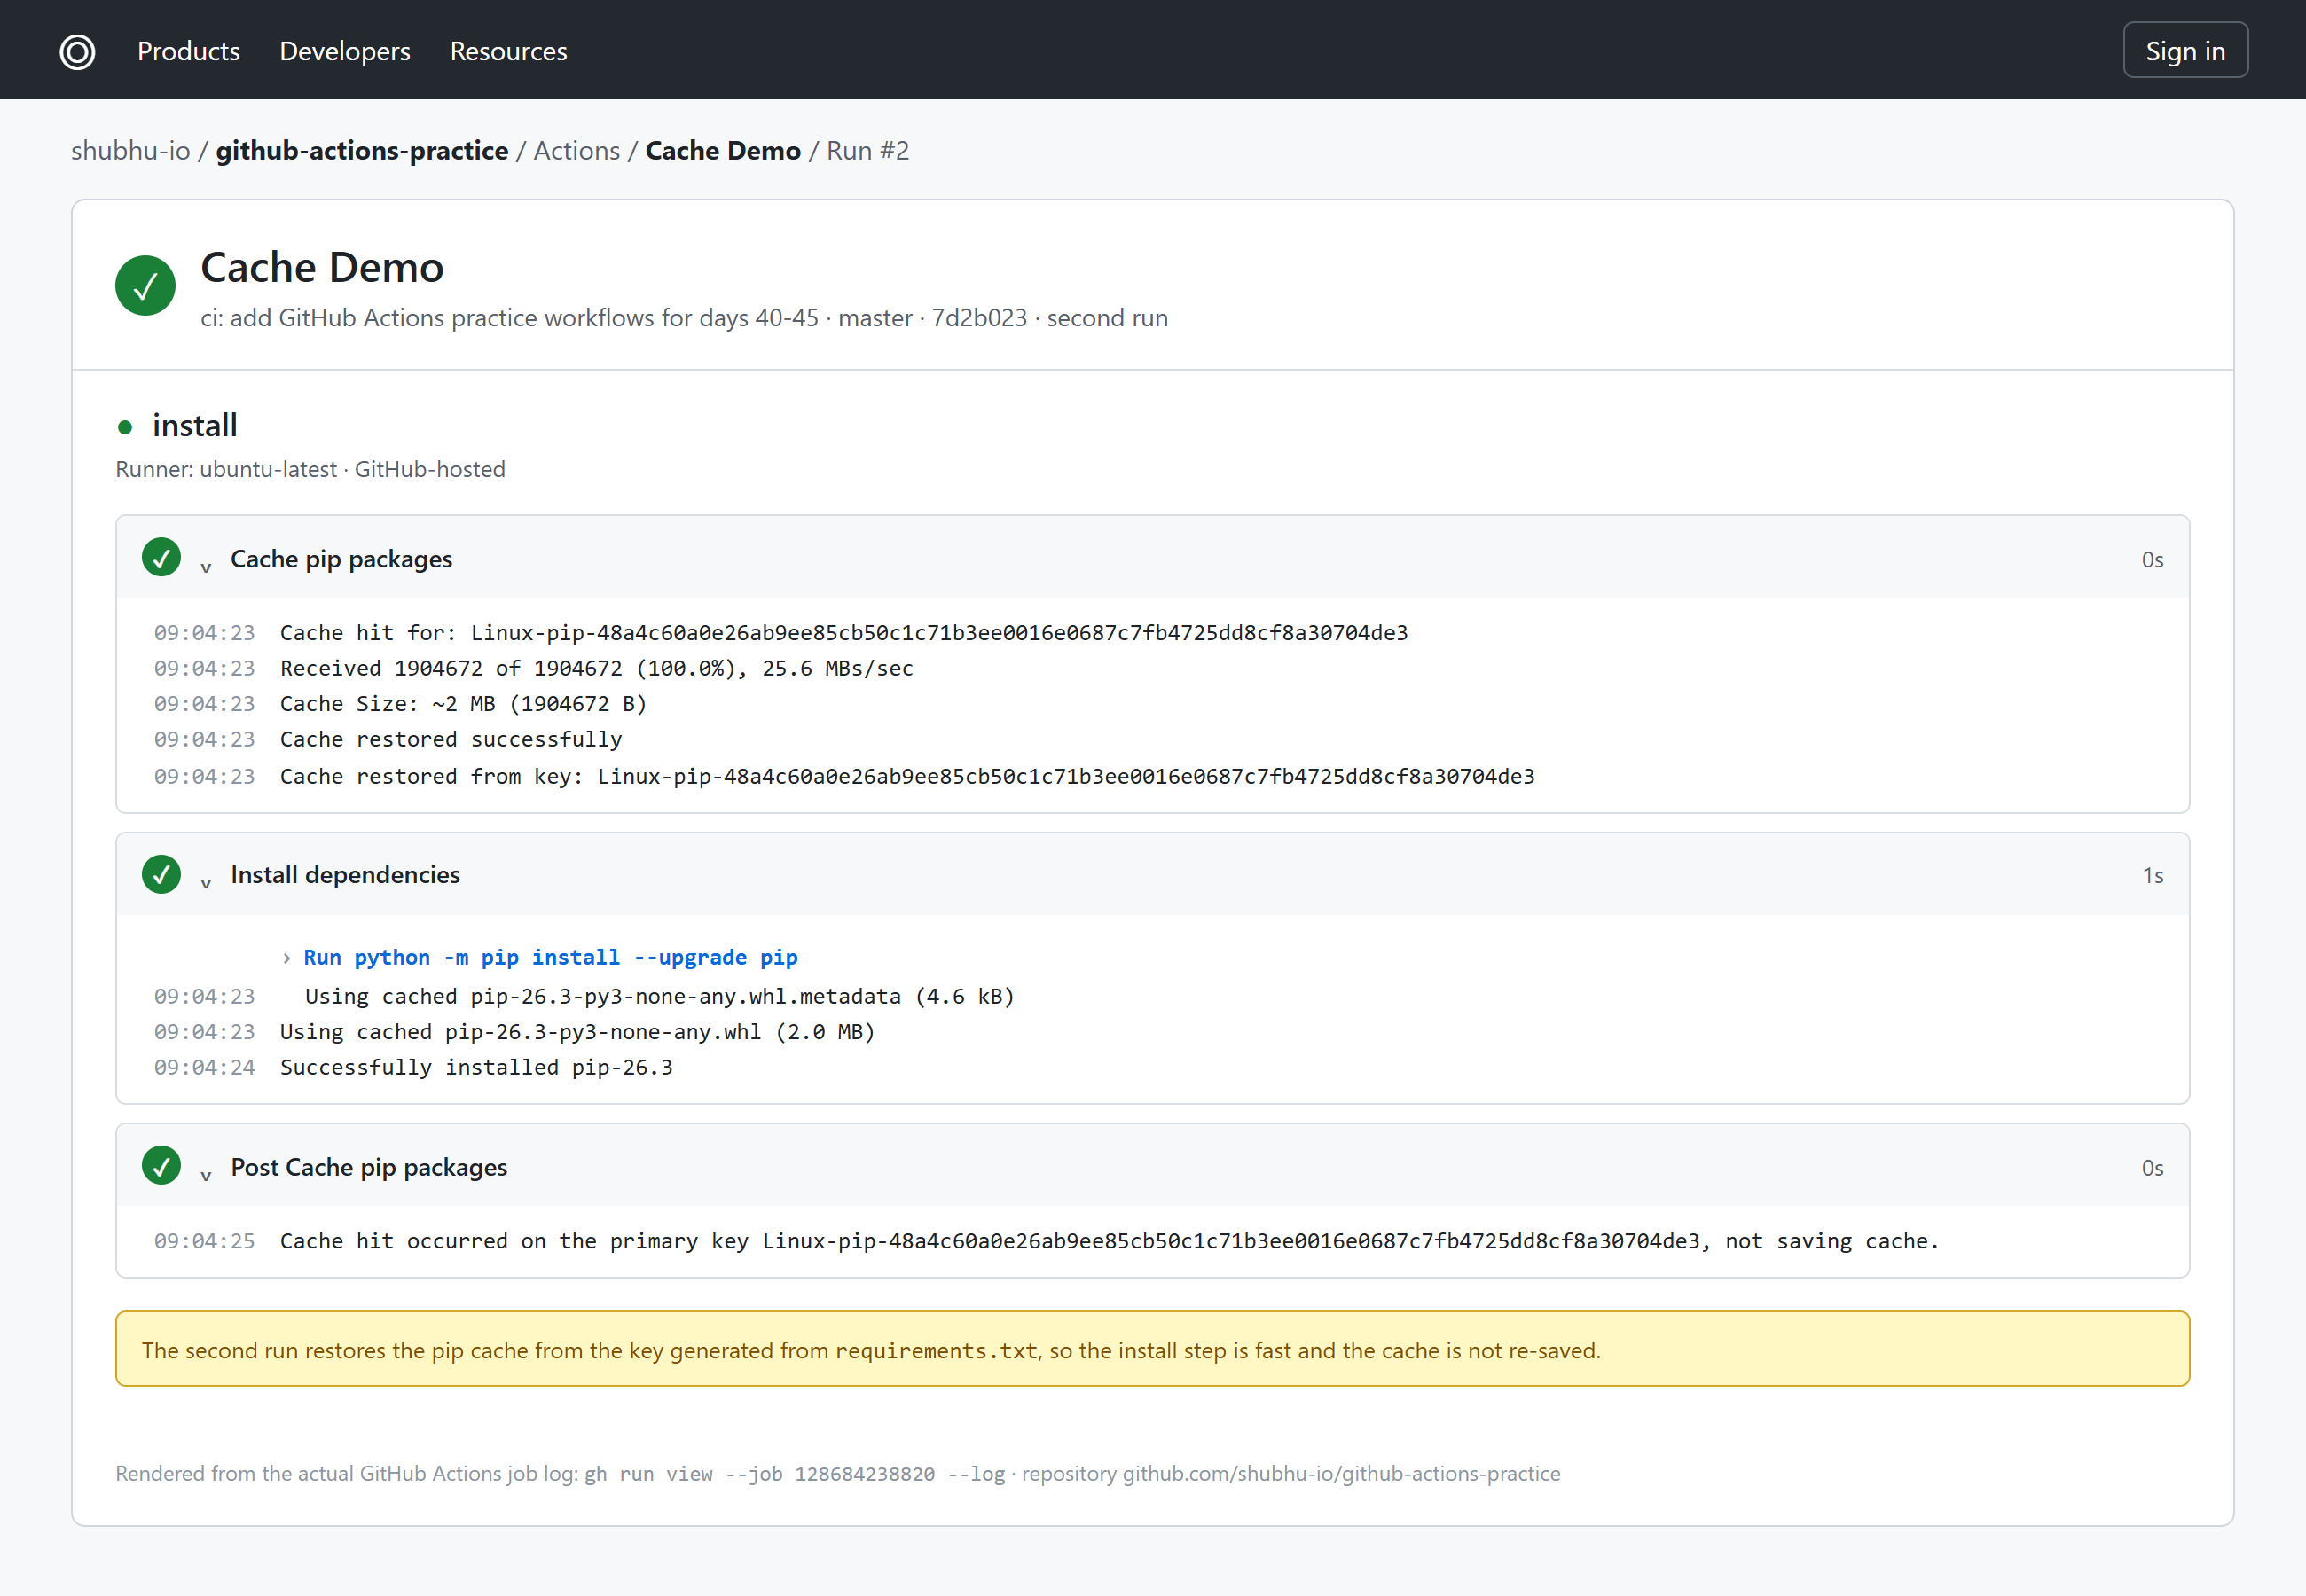 Products Developers Resources Sign in
shubhu-io / github-actions-practice / Actions / Cache Demo / Run #2
Cache Demo
ci: add GitHub Actions practice workflows for days 40-45 · master · 7d2b023 · second run
install
Runner: ubuntu-latest · GitHub-hosted
Cache pip packages 0s
09:04:23 Cache hit for: Linux-pip-48a4c60a0e26ab9ee85cb50c1c71b3ee0016e0687c7fb4725dd8cf8a30704de3
09:04:23 Received 1904672 of 1904672 (100.0%), 25.6 MBs/sec
09:04:23 Cache Size: ~2 MB (1904672 B)
09:04:23 Cache restored successfully
09:04:23 Cache restored from key: Linux-pip-48a4c60a0e26ab9ee85cb50c1c71b3ee0016e0687c7fb4725dd8cf8a30704de3
Install dependencies 1s
› Run python -m pip install --upgrade pip
09:04:23 Using cached pip-26.3-py3-none-any.whl.metadata (4.6 kB)
09:04:23 Using cached pip-26.3-py3-none-any.whl (2.0 MB)
09:04:24 Successfully installed pip-26.3
Post Cache pip packages 0s
09:04:25 Cache hit occurred on the primary key Linux-pip-48a4c60a0e26ab9ee85cb50c1c71b3ee0016e0687c7fb4725dd8cf8a30704de3, not saving cache.
The second run restores the pip cache from the key generated from requirements.txt, so the install step is fast and the cache is not re-saved.
Rendered from the actual GitHub Actions job log: gh run view --job 128684238820 --log · repository github.com/shubhu-io/github-actions-practice